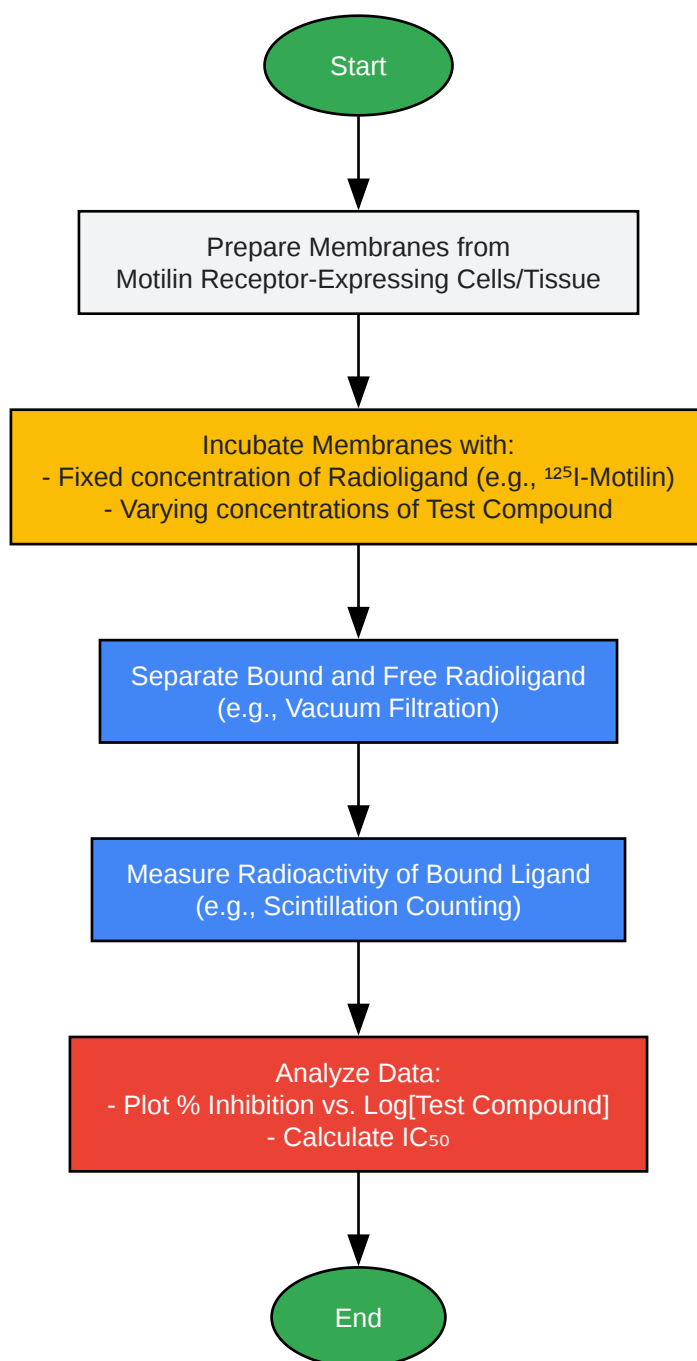 Start
Prepare Membranes from
Motilin Receptor-Expressing Cells/Tissue
Incubate Membranes with:
- Fixed concentration of Radioligand (e.g., ¹²⁵I-Motilin)
- Varying concentrations of Test Compound
Separate Bound and Free Radioligand
(e.g., Vacuum Filtration)
Measure Radioactivity of Bound Ligand
(e.g., Scintillation Counting)
Analyze Data:
- Plot % Inhibition vs. Log[Test Compound]
- Calculate IC₅₀
End